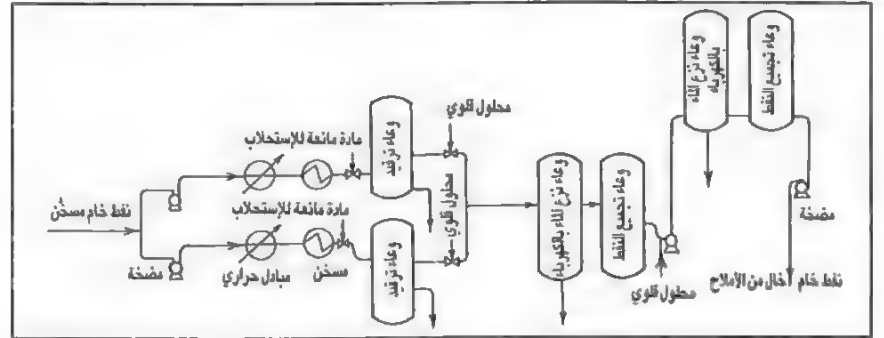 نفط خام مسخّن
مضخة
مادة مانعة للإستحلاب
مادة مانعة للإستحلاب
مبادل حراري
مسخّن
وعاء ترقيد
وعاء ترقيد
محلول قلوي
محلول قلوي
وعاء نزع الماء بالكهرباء
وعاء تجميع النفط
محلول قلوي
وعاء نزع الماء
بالكهرباء
وعاء تجميع النفط
مضخة
نفط خام خال من الأملاح